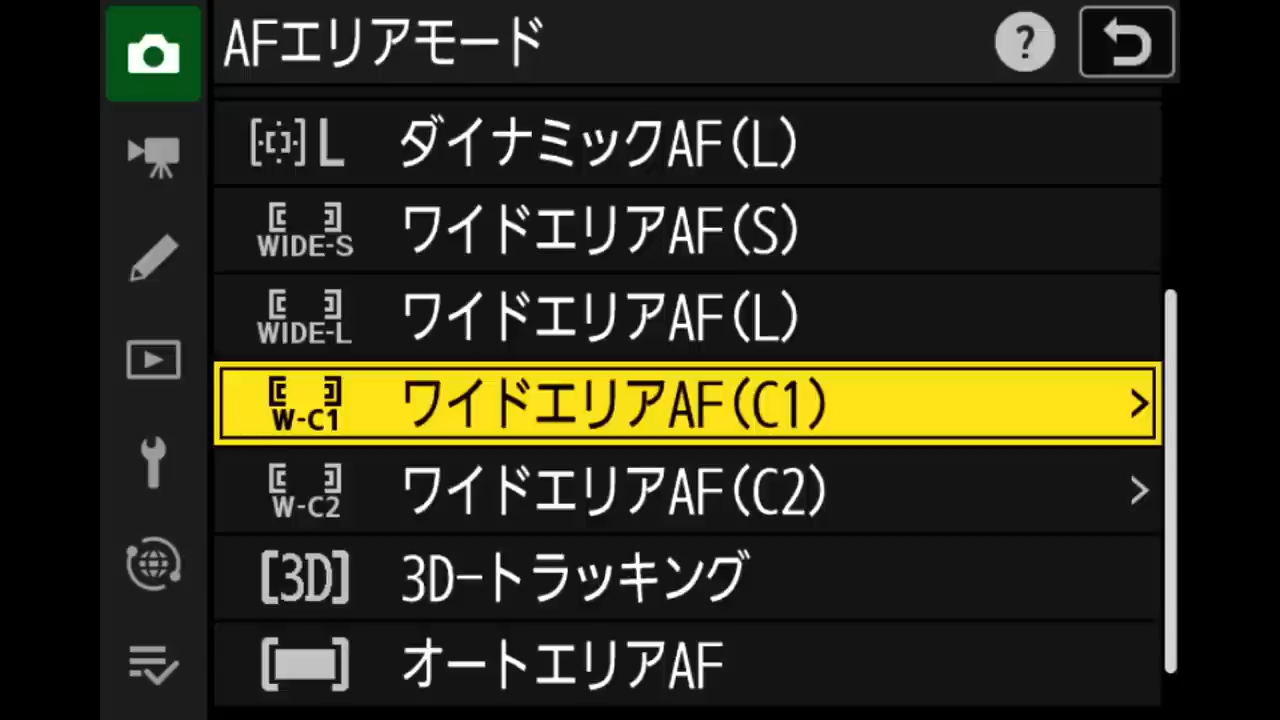 AFエリアモード ?
L ダイナミックAF(L)
WIDE-S ワイドエリアAF(S)
WIDE-L ワイドエリアAF(L)
W-C1 ワイドエリアAF(C1) >
W-C2 ワイドエリアAF(C2) >
[3D] 3D-トラッキング
オートエリアAF